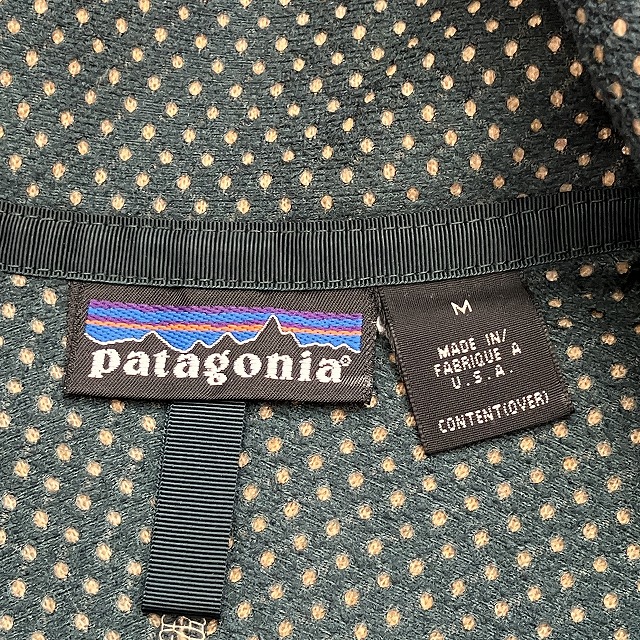 patagonia®
M
MADE IN/
FABRIQUE A
U.S.A.
CONTENT(OVER)